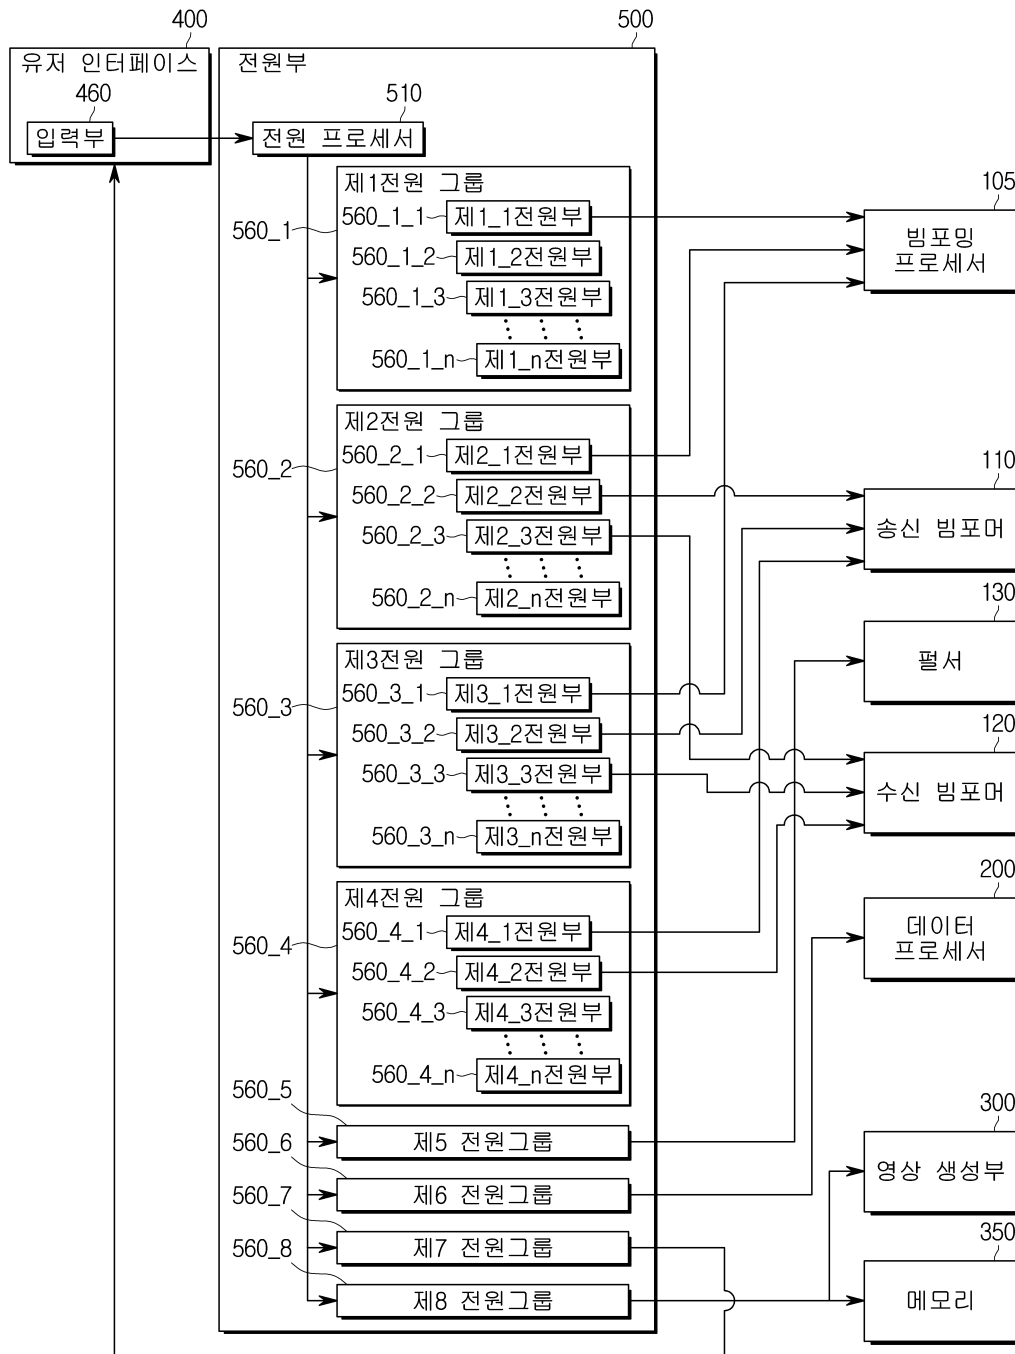 400
500
유저 인터페이스
전원부
460
510
입력부
전원 프로세서
제1전원 그룹
560_1
560_1_1
제1_1전원부
560_1_2
제1_2전원부
560_1_3
제1_3전원부
560_1_n
제1_n전원부
105
빔포밍
프로세서
제2전원 그룹
560_2
560_2_1
제2_1전원부
560_2_2
제2_2전원부
560_2_3
제2_3전원부
560_2_n
제2_n전원부
110
송신 빔포머
130
펄서
제3전원 그룹
560_3
560_3_1
제3_1전원부
560_3_2
제3_2전원부
560_3_3
제3_3전원부
560_3_n
제3_n전원부
120
수신 빔포머
제4전원 그룹
560_4
560_4_1
제4_1전원부
560_4_2
제4_2전원부
560_4_3
제4_3전원부
560_4_n
제4_n전원부
200
데이터
프로세서
560_5
제5 전원그룹
560_6
제6 전원그룹
560_7
제7 전원그룹
560_8
제8 전원그룹
300
영상 생성부
350
메모리